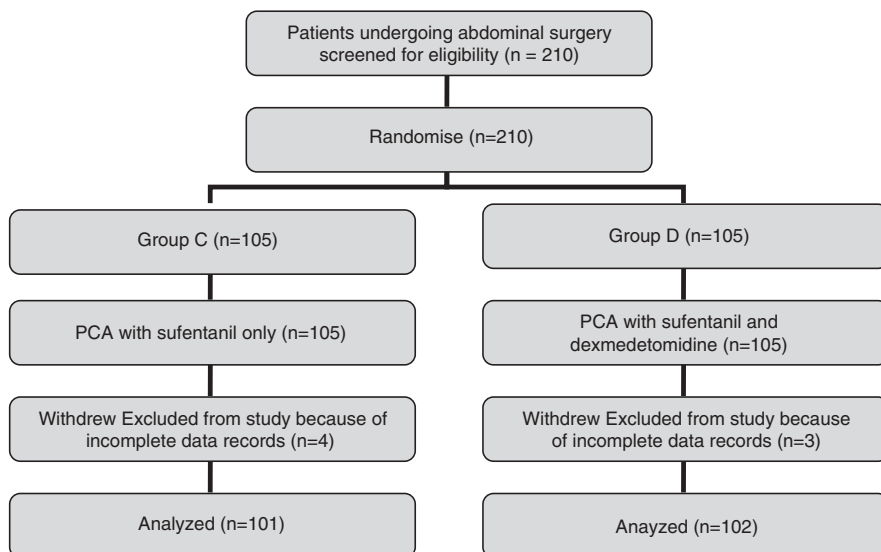 Patients undergoing abdominal surgery
screened for eligibility (n = 210)
Randomise (n=210)
Group C (n=105)
Group D (n=105)
PCA with sufentanil only (n=105)
PCA with sufentanil and
dexmedetomidine (n=105)
Withdrew Excluded from study because of
incomplete data records (n=4)
Withdrew Excluded from study because
of incomplete data records (n=3)
Analyzed (n=101)
Anayzed (n=102)